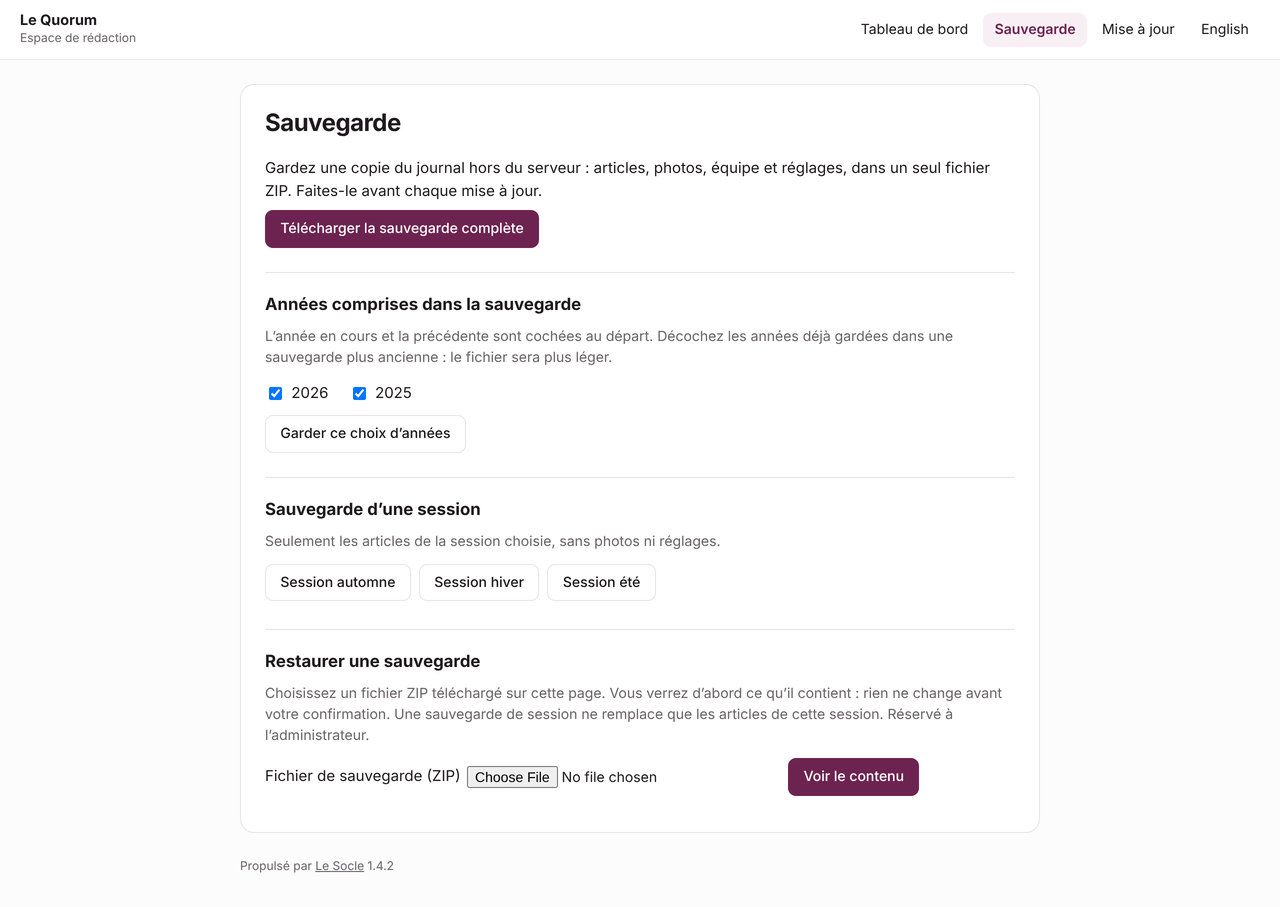 Le Quorum
Espace de rédaction
Tableau de bord
Sauvegarde
Mise à jour
English
Sauvegarde
Gardez une copie du journal hors du serveur : articles, photos, équipe et réglages, dans un seul fichier
ZIP. Faites-le avant chaque mise à jour.
Télécharger la sauvegarde complète
Années comprises dans la sauvegarde
L’année en cours et la précédente sont cochées au départ. Décochez les années déjà gardées dans une
sauvegarde plus ancienne : le fichier sera plus léger.
2026
2025
Garder ce choix d’années
Sauvegarde d’une session
Seulement les articles de la session choisie, sans photos ni réglages.
Session automne
Session hiver
Session été
Restaurer une sauvegarde
Choisissez un fichier ZIP téléchargé sur cette page. Vous verrez d’abord ce qu’il contient : rien ne change avant
votre confirmation. Une sauvegarde de session ne remplace que les articles de cette session. Réservé à
l’administrateur.
Fichier de sauvegarde (ZIP)
Choose File
No file chosen
Voir le contenu
Propulsé par Le Socle 1.4.2